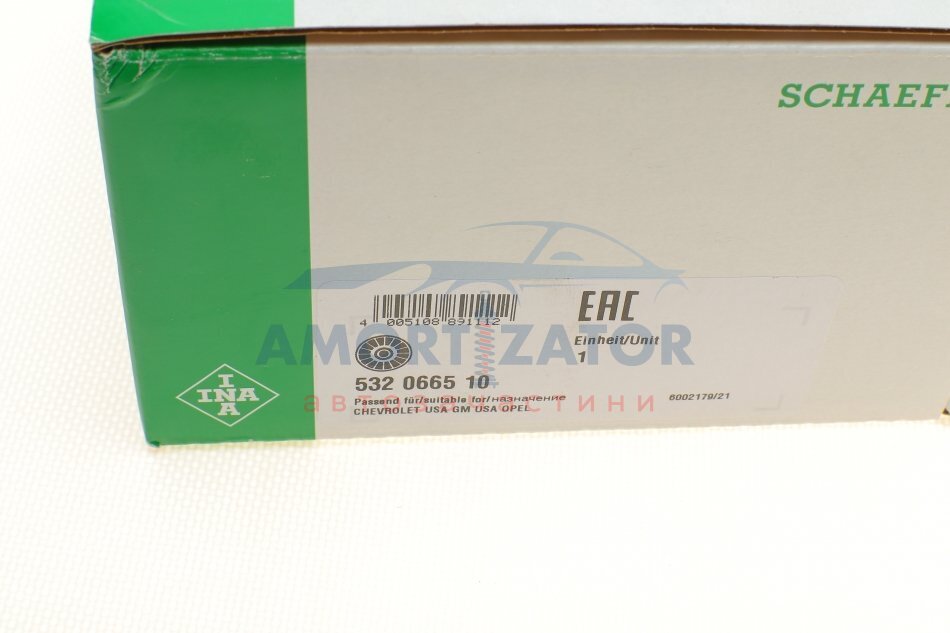 SCHAEF
4 005108 891112
EAC
AMORTIZATOR
Einheit/Unit
1
532 0665 10
Passend für/suitable for/назначение
автозапчастини
6002179/21
CHEVROLET USA GM USA OPEL
INA
INA